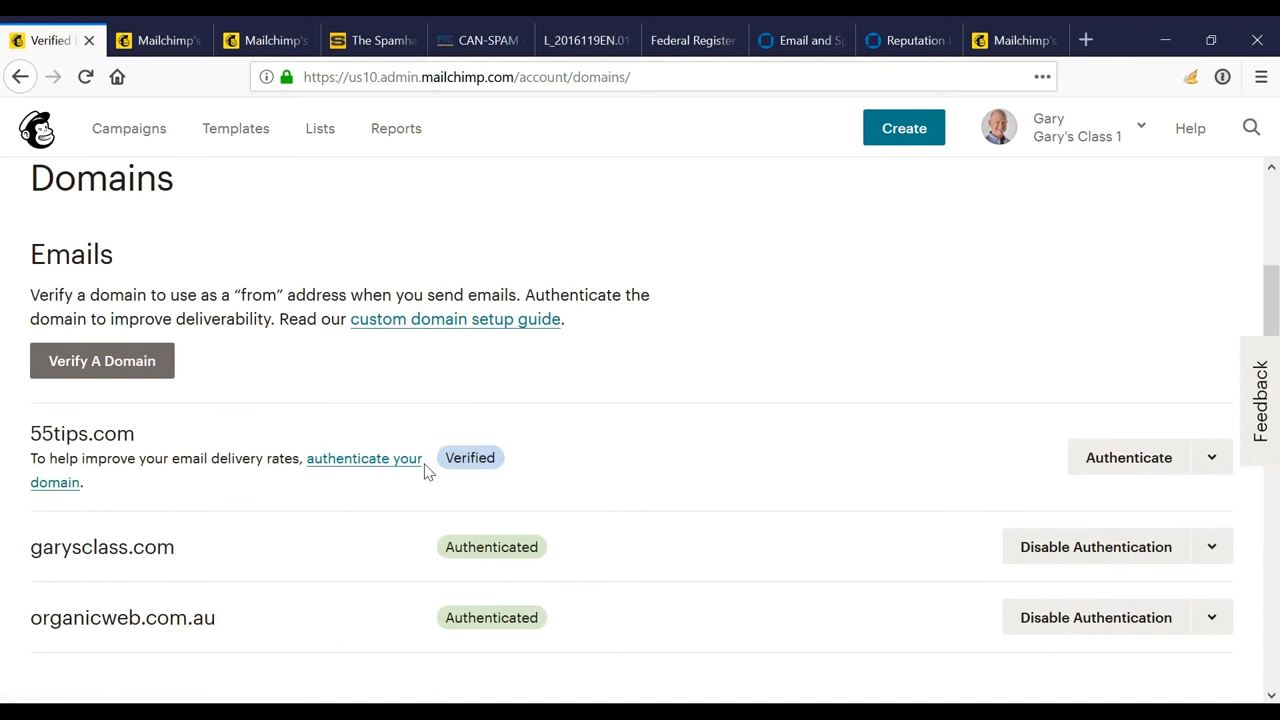 Verified
Mailchimp's
Mailchimp's
The Spamha
CAN-SPAM
L_2016119EN.01
Federal Register
Email and Sp
Reputation
Mailchimp's
https://us10.admin.mailchimp.com/account/domains/
Campaigns
Templates
Lists
Reports
Create
Gary
Gary's Class 1
Help
Domains
Emails
Verify a domain to use as a “from” address when you send emails. Authenticate the
domain to improve deliverability. Read our custom domain setup guide.
Verify A Domain
Feedback
55tips.com
To help improve your email delivery rates, authenticate your
domain.
Verified
Authenticate
garysclass.com
Authenticated
Disable Authentication
organicweb.com.au
Authenticated
Disable Authentication